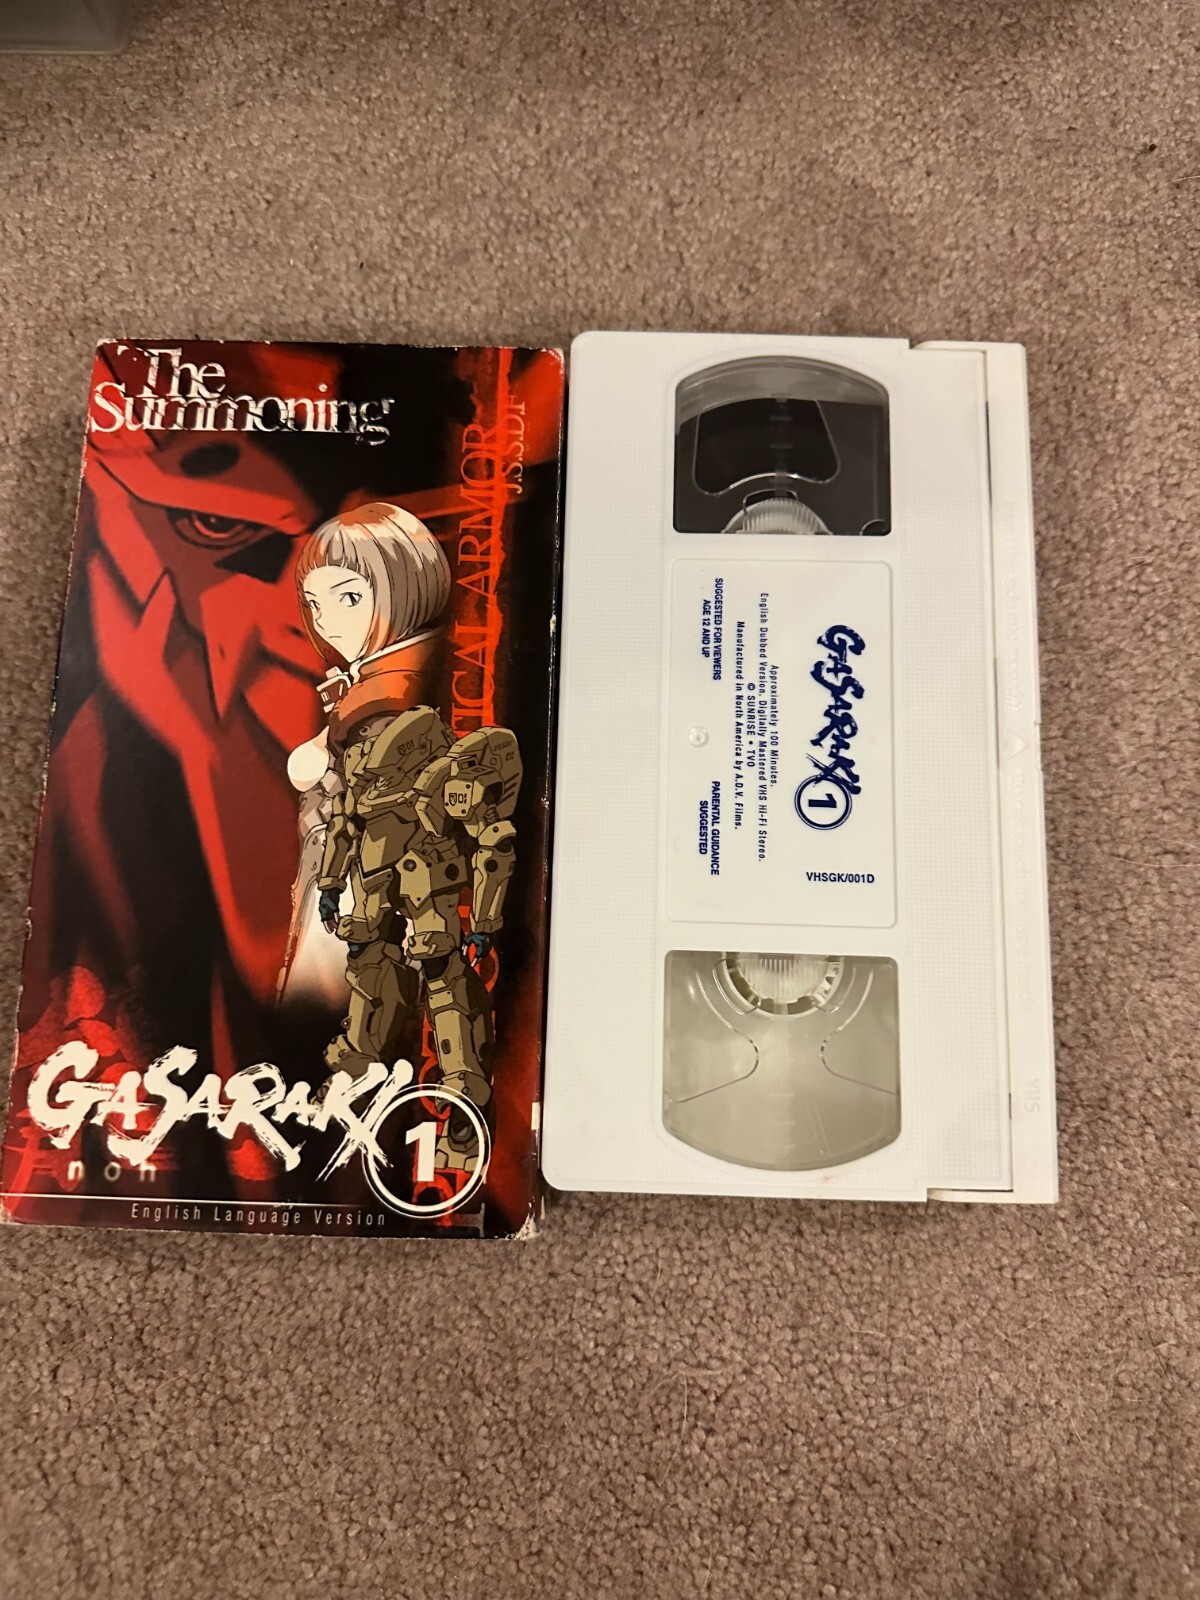 The
Summoning
TICAL ARMOR
J.S.S.D.F
GASARAKI
1
non
English Language Version
GASARAKI
1
VHSGK/001D
Approximately 100 Minutes.
English Dubbed Version. Digitally Mastered VHS Hi-Fi Stereo.
© SUNRISE • TVO
Manufactured in North America by A.D.V. Films.
SUGGESTED FOR VIEWERS
AGE 12 AND UP
PARENTAL GUIDANCE
SUGGESTED
VHS